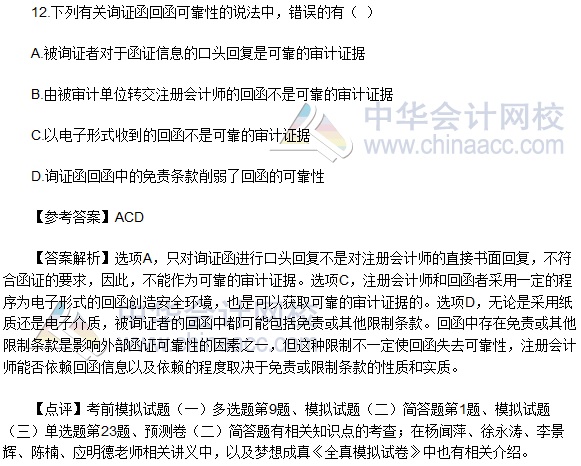 12.下列有关询证函回函可靠性的说法中，错误的有（ ）
A.被询证者对于函证信息的口头回复是可靠的审计证据
B.由被审计单位转交注册会计师的回函不是可靠的审计证据
中华会计网校
www.chinaacc.com
C.以电子形式收到的回函不是可靠的审计证据
D.询证函回函中的免责条款削弱了回函的可靠性
【参考答案】ACD
【答案解析】选项A，只对询证函进行口头回复不是对注册会计师的直接书面回复，不符
合函证的要求，因此，不能作为可靠的审计证据。选项C，注册会计师和回函者采用一定的程
序为电子形式的回函创造安全环境，也是可以获取可靠的审计证据的。选项D，无论是采用纸
质还是电子介质，被询证者的回函中都可能包括免责或其他限制条款。回函中存在免责或其他
限制条款是影响外部函证可靠性的因素之一，但这种限制不一定使回函失去可靠性，注册会计
师能否依赖回函信息以及依赖的程度取决于免责或限制条款的性质和实质。
中华会计网校
www.chinaacc.com
【点评】考前模拟试题（一）多选题第9题、模拟试题（二）简答题第1题、模拟试题
（三）单选题第23题、预测卷（二）简答题有相关知识点的考查；在杨闻萍、徐永涛、李景
辉、陈楠、应明德老师相关讲义中，以及梦想成真《全真模拟试卷》中也有相关介绍。